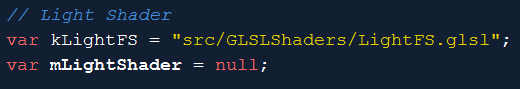 // Light Shader
var kLightFS = "src/GLSLShaders/LightFS.glsl";
var mLightShader = null;